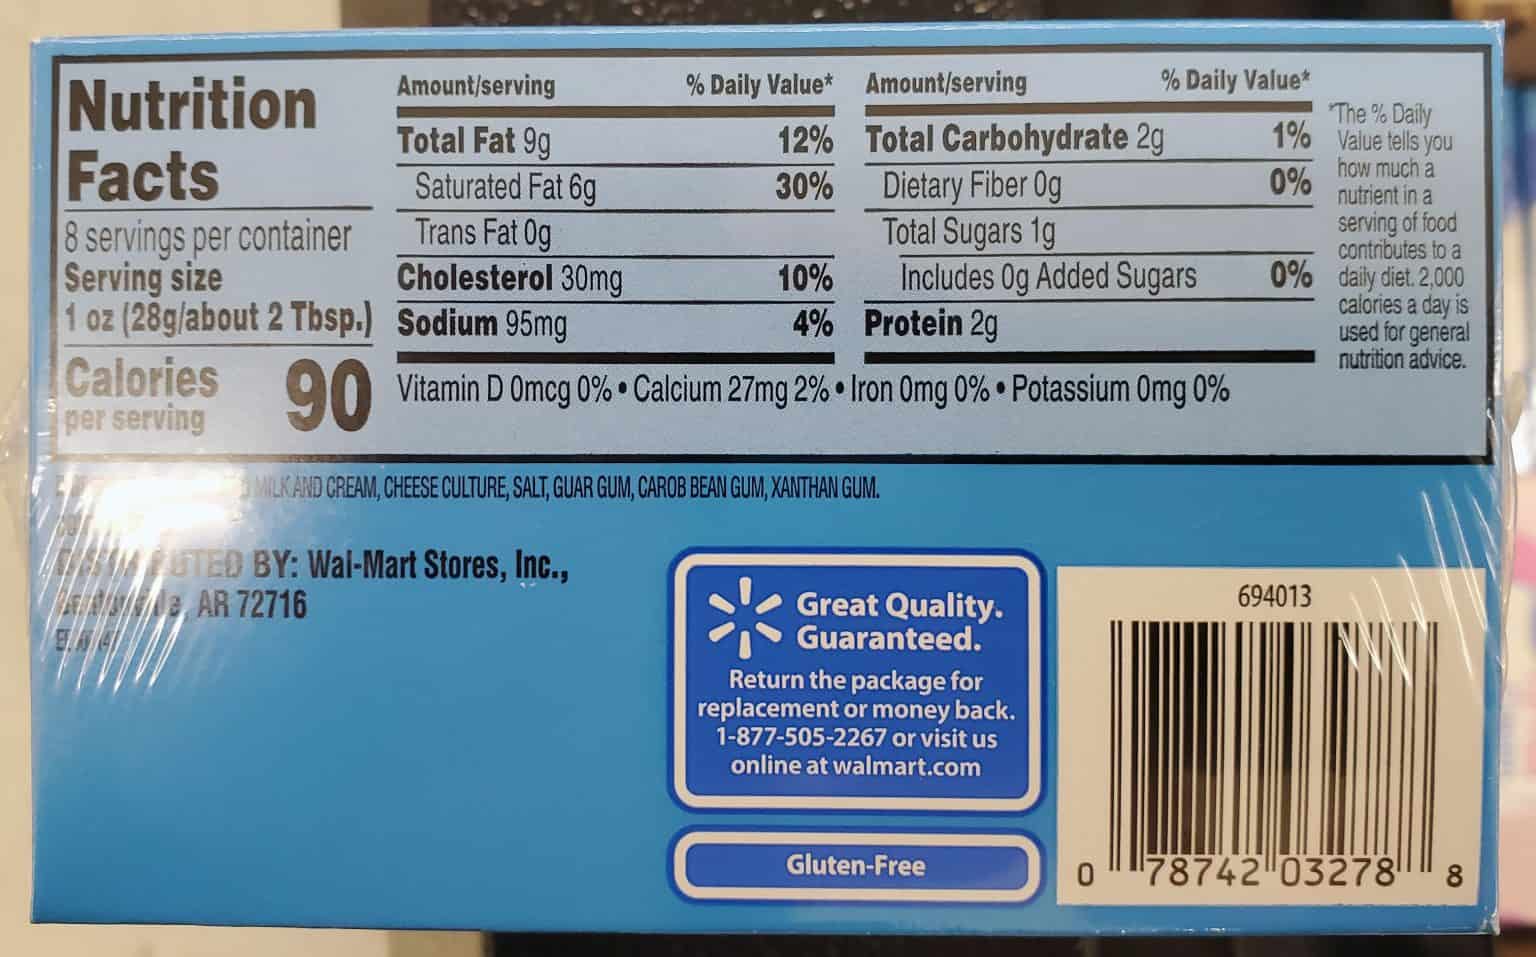 Nutrition
Facts
8 servings per container
Serving size
1 oz (28g/about 2 Tbsp.)
Calories
per serving
90
Amount/serving % Daily Value*
Total Fat 9g 12%
Saturated Fat 6g 30%
Trans Fat 0g
Cholesterol 30mg 10%
Sodium 95mg 4%
Amount/serving % Daily Value*
Total Carbohydrate 2g 1%
Dietary Fiber 0g 0%
Total Sugars 1g
Includes 0g Added Sugars 0%
Protein 2g
Vitamin D 0mcg 0% • Calcium 27mg 2% • Iron 0mg 0% • Potassium 0mg 0%
*The % Daily
Value tells you
how much a
nutrient in a
serving of food
contributes to a
daily diet. 2,000
calories a day is
used for general
nutrition advice.
MILK AND CREAM, CHEESE CULTURE, SALT, GUAR GUM, CAROB BEAN GUM, XANTHAN GUM.
DISTRIBUTED BY: Wal-Mart Stores, Inc.,
Bentonville, AR 72716
Great Quality.
Guaranteed.
Return the package for
replacement or money back.
1-877-505-2267 or visit us
online at walmart.com
Gluten-Free
694013
0 78742 03278 8